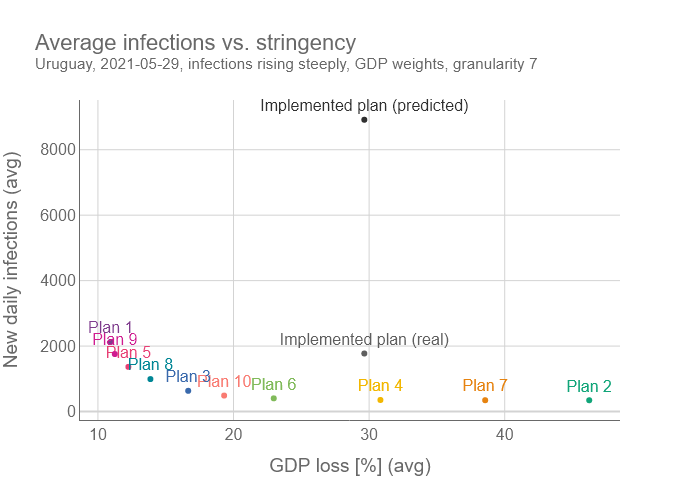 Average infections vs. stringency
Uruguay, 2021-05-29, infections rising steeply, GDP weights, granularity 7
New daily infections (avg)
Implemented plan (predicted)
8000
6000
4000
Plan 1
Plan 9
Implemented plan (real)
2000
Plan 5
Plan 8
Plan 3
Plan 10
Plan 6
Plan 4
Plan 7
Plan 2
0
10
20
30
40
GDP loss [%] (avg)